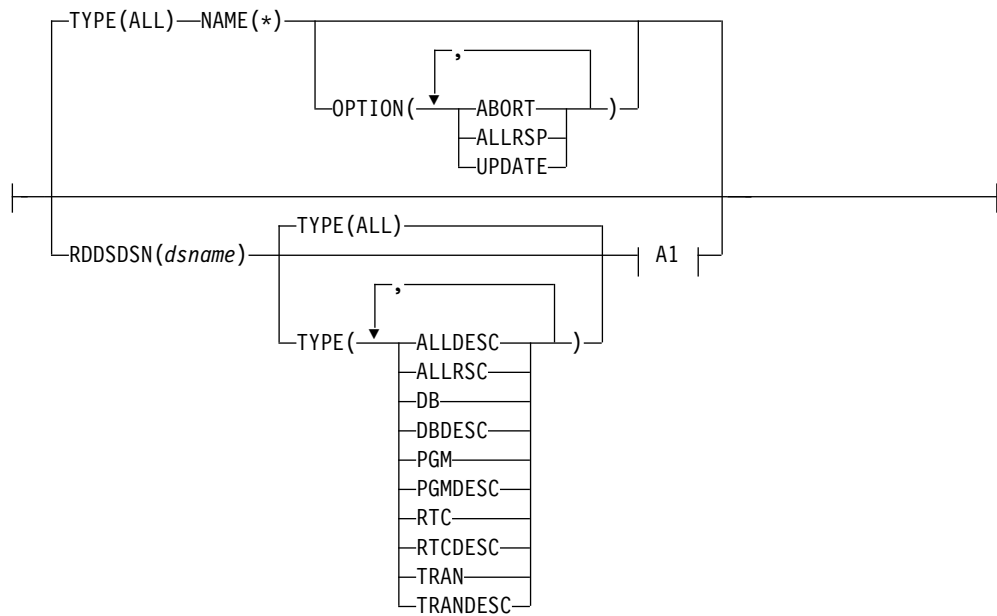 TYPE(ALL) NAME(*)
,
OPTION( ABORT )
ALLRSP
UPDATE
TYPE(ALL)
RDDSDSN(dsname) A1
,
TYPE( ALLDESC )
ALLRSC
DB
DBDESC
PGM
PGMDESC
RTC
RTCDESC
TRAN
TRANDESC